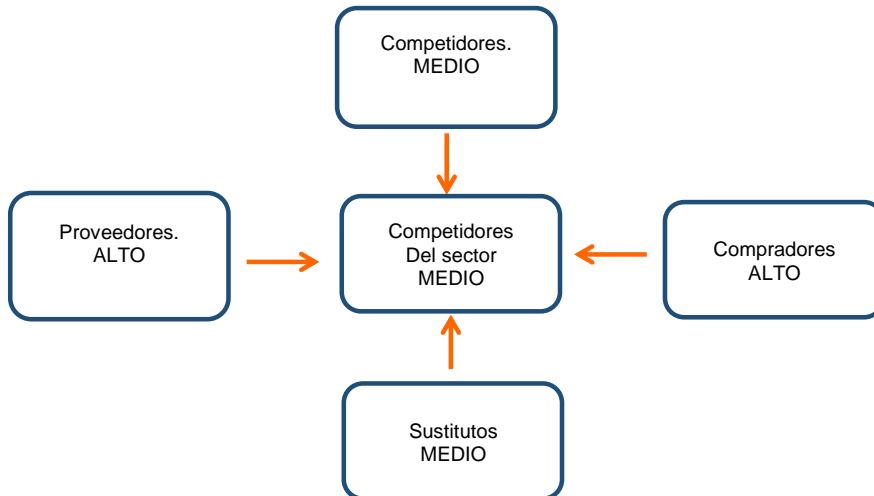 Competidores.
MEDIO
Proveedores.
ALTO
Competidores
Del sector
MEDIO
Compradores
ALTO
Sustitutos
MEDIO